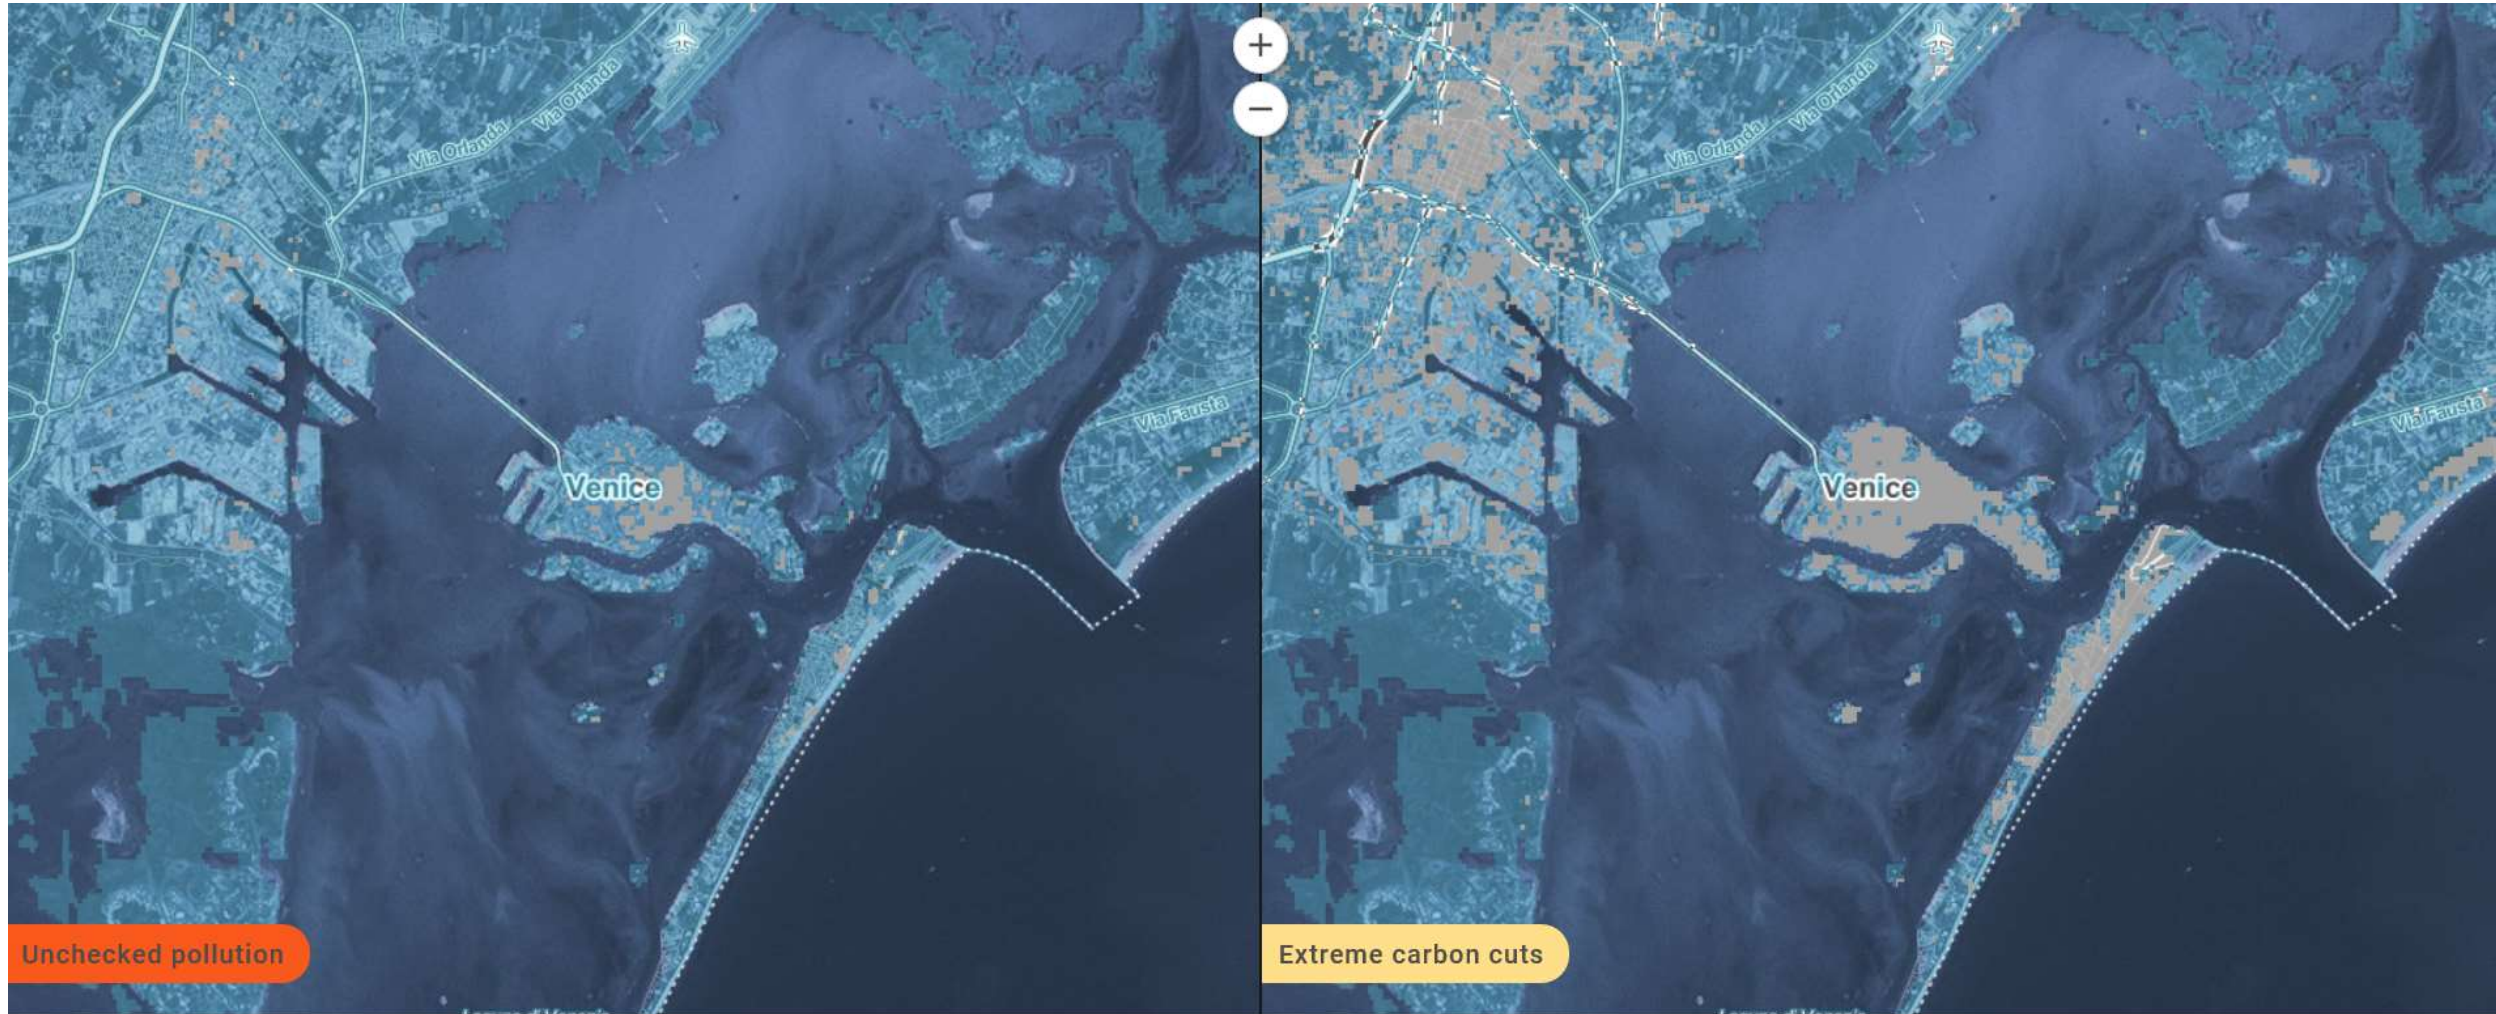 Via Orlanda
Via Orlanda
Venice
Via Fausta
Unchecked pollution
+
−
Via Orlanda
Via Orlanda
Venice
Via Fausta
Extreme carbon cuts